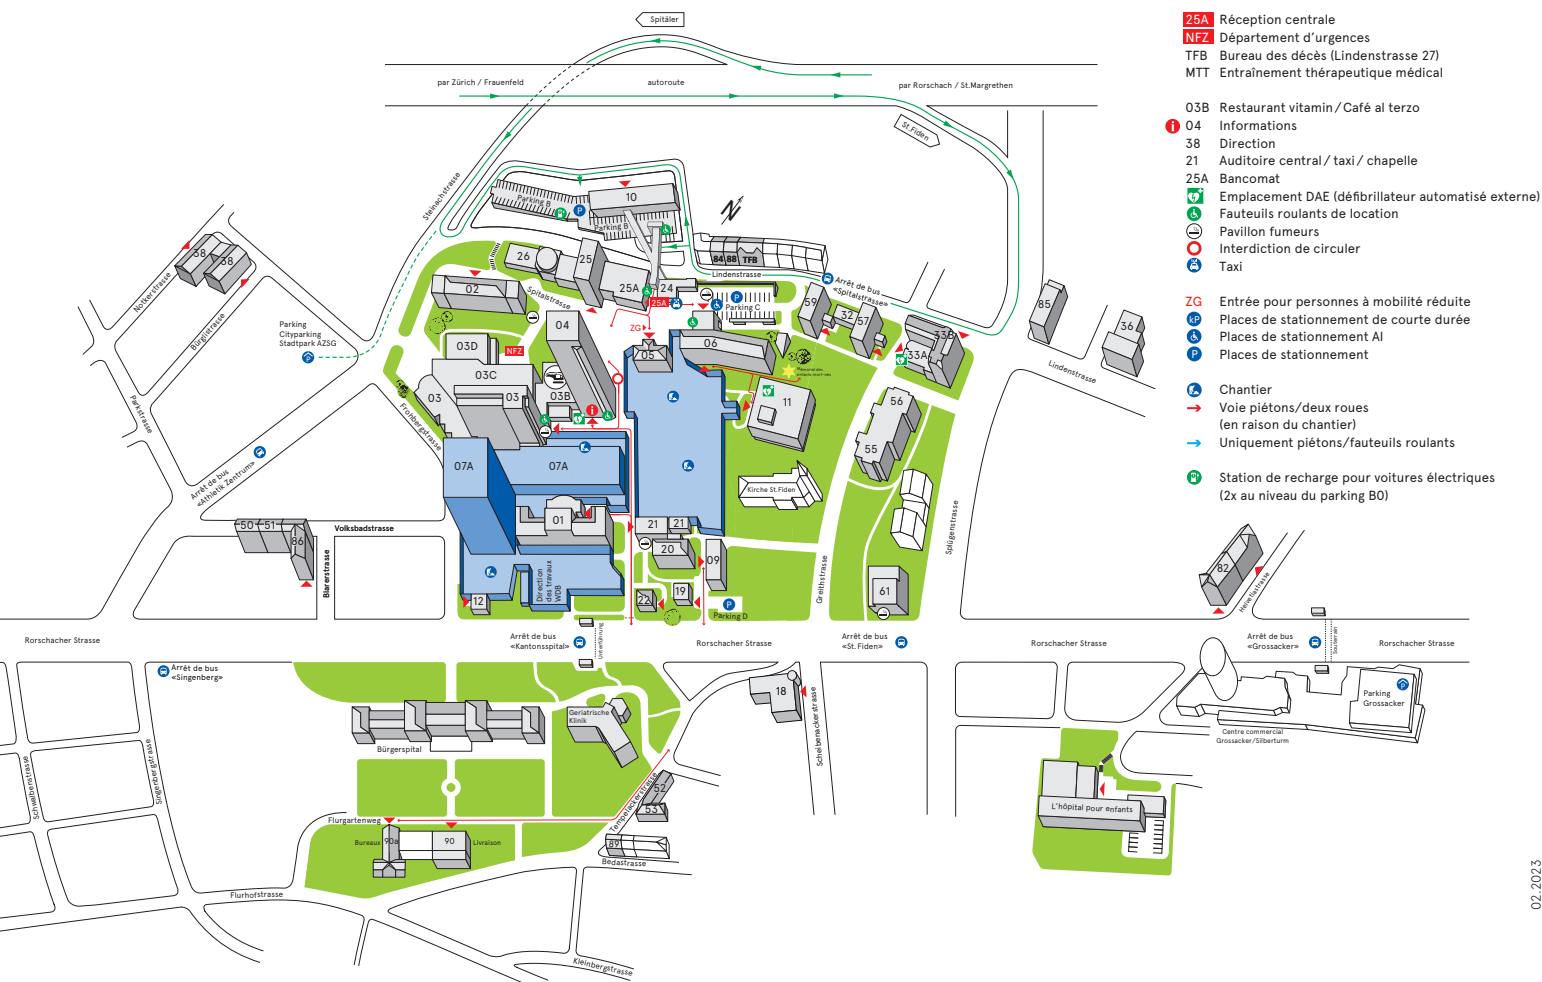 Spitäler
par Zürich / Frauenfeld
autoroute
par Rorschach / St.Margrethen
St.Fiden
Steinachstrasse
Parking B
P
10
Parking B
38
38
Notkerstrasse
Bürglistrasse
26
25
84 88 TFB
Lindenstrasse
02
Spitalstrasse
25A
24
25A
P
Parking C
Arrêt de bus
«Spitalstrasse»
59
32
57
33B
33A
85
36
Lindenstrasse
Parking
Cityparking
Stadtpark AZSG
P
04
ZG
05
06
Mémorial des
enfants mort-nés
03D
NFZ
03C
03
03
03B
i
11
56
55
Parkstrasse
Frohbergstrasse
Arrêt de bus
«Athletik Zentrum»
07A
07A
Kirche St.Fiden
50
51
86
Volksbadstrasse
Blarerstrasse
01
21
21
20
09
Direction
des travaux
WDB
12
22
19
P
Parking D
Greithstrasse
Splügenstrasse
61
82
Helvetiastrasse
Rorschacher Strasse
Arrêt de bus
«Kantonsspital»
Unterführung
Rorschacher Strasse
Arrêt de bus
«St. Fiden»
Rorschacher Strasse
Arrêt de bus
«Grossacker»
Souterrain
Rorschacher Strasse
Arrêt de bus
«Singenberg»
Schwalbenstrasse
Singenbergstrasse
Bürgerspital
Geriatrische
Klinik
18
Scheibenackerstrasse
Parking
Grossacker
P
Centre commercial
Grossacker/Silberturm
L'hôpital pour enfants
52
53
Tempelackerstrasse
Flurgartenweg
Bureaux
90a
90
Livraison
89
Bedastrasse
Flurhofstrasse
Kleinbergstrasse
25A Réception centrale
NFZ Département d'urgences
TFB Bureau des décès (Lindenstrasse 27)
MTT Entraînement thérapeutique médical
03B Restaurant vitamin / Café al terzo
i 04 Informations
38 Direction
21 Auditoire central / taxi / chapelle
25A Bancomat
Emplacement DAE (défibrillateur automatisé externe)
Fauteuils roulants de location
Pavillon fumeurs
Interdiction de circuler
Taxi
ZG Entrée pour personnes à mobilité réduite
kP Places de stationnement de courte durée
Places de stationnement AI
P Places de stationnement
Chantier
Voie piétons/deux roues
(en raison du chantier)
Uniquement piétons/fauteuils roulants
Station de recharge pour voitures électriques
(2x au niveau du parking B0)
02.2023
N